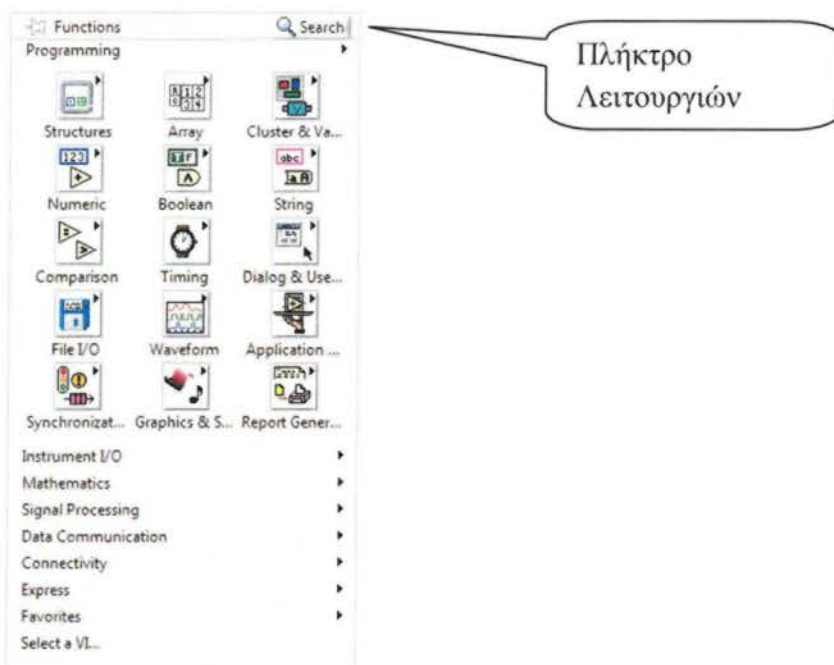 Functions Search
Programming
Structures Array Cluster & Va...
Numeric Boolean String
Comparison Timing Dialog & Use...
File I/O Waveform Application ...
Synchronizat... Graphics & S... Report Gener...
Instrument I/O
Mathematics
Signal Processing
Data Communication
Connectivity
Express
Favorites
Select a VI...
Πλήκτρο
Λειτουργιών